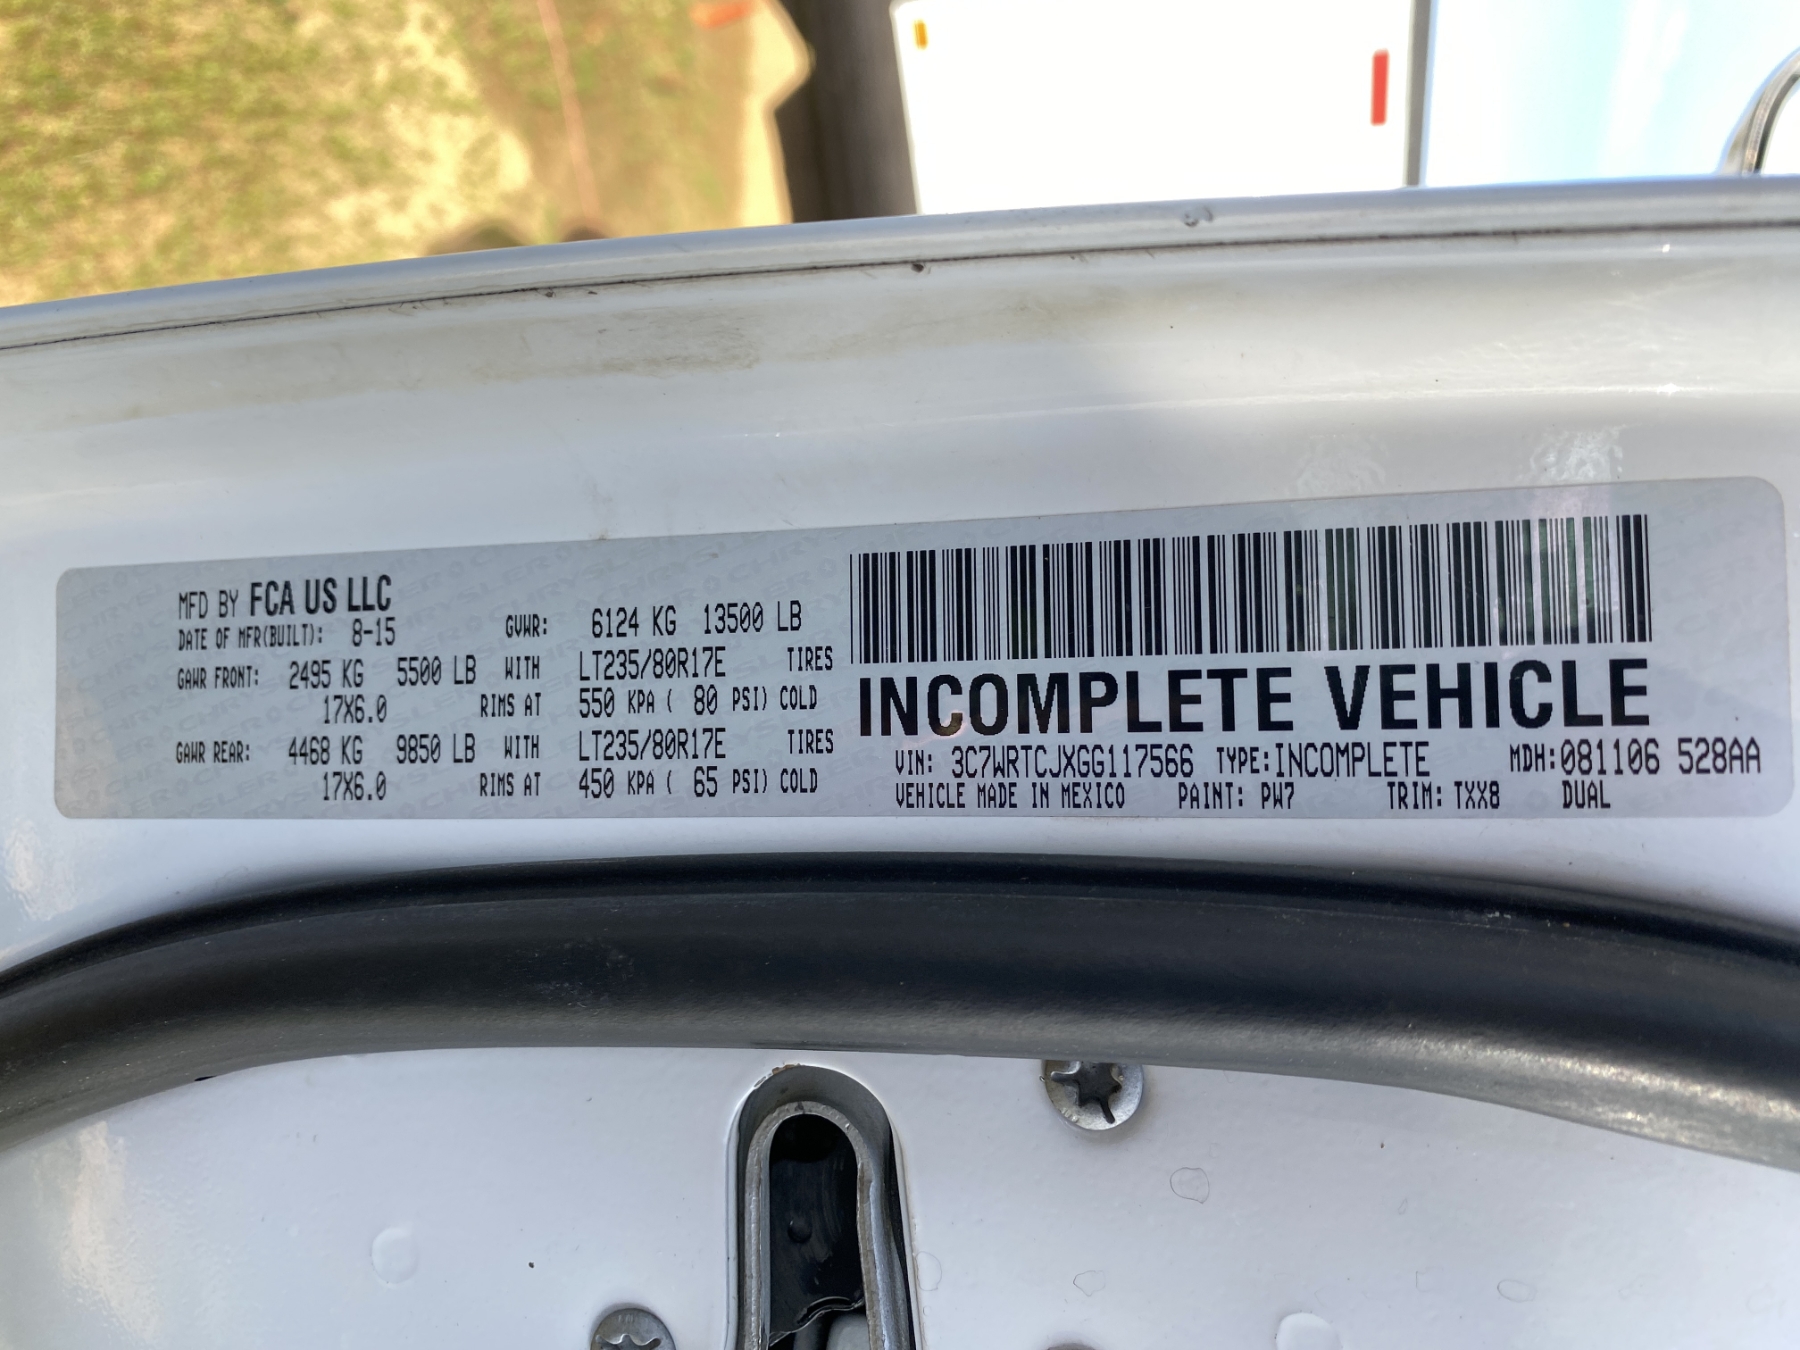 MFD BY FCA US LLC
DATE OF MFR(BUILT): 8-15 GVWR: 6124 KG 13500 LB
GAWR FRONT: 2495 KG 5500 LB WITH LT235/80R17E TIRES
17X6.0 RIMS AT 550 KPA ( 80 PSI) COLD
GAWR REAR: 4468 KG 9850 LB WITH LT235/80R17E TIRES
17X6.0 RIMS AT 450 KPA ( 65 PSI) COLD
INCOMPLETE VEHICLE
VIN: 3C7WRTCJXGG117566 TYPE:INCOMPLETE MDH:081106 528AA
VEHICLE MADE IN MEXICO PAINT: PW7 TRIM: TXX8 DUAL